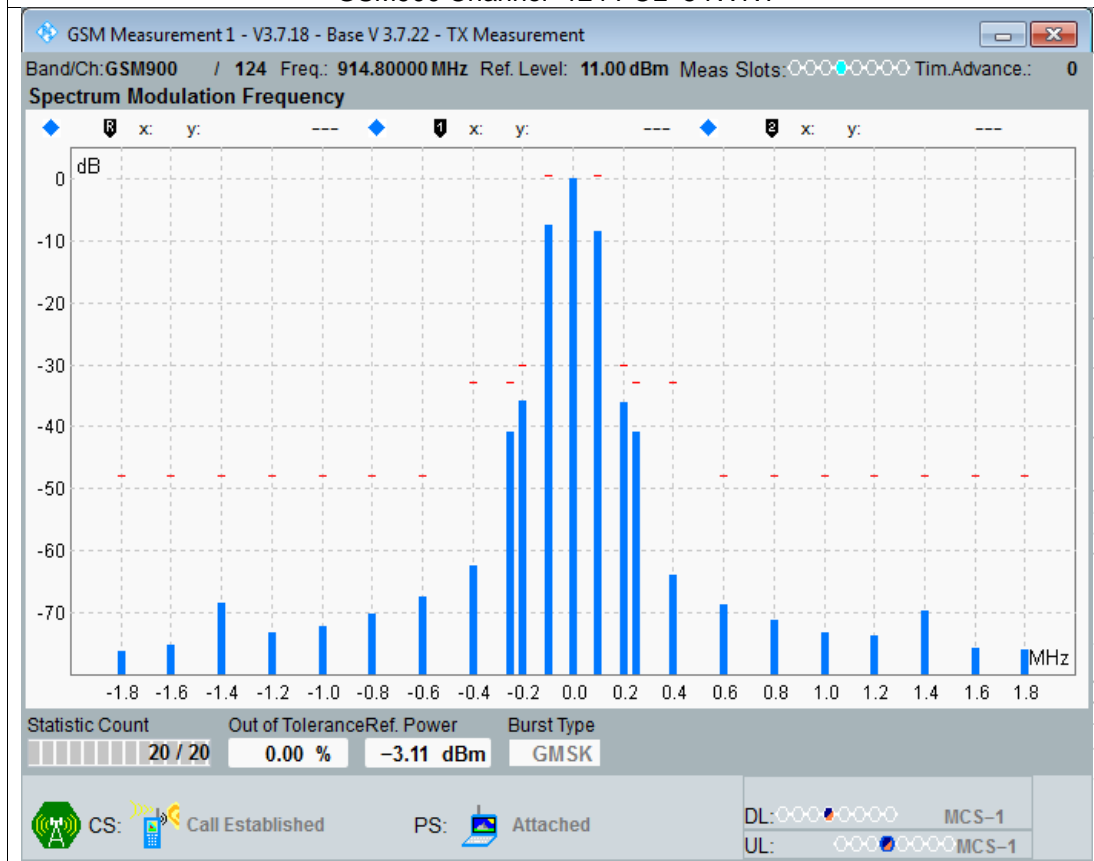 GSM Measurement 1 - V3.7.18 - Base V 3.7.22 - TX Measurement
Band/Ch:GSM900 / 124 Freq.: 914.80000 MHz Ref. Level: 11.00 dBm Meas Slots: Tim.Advance.: 0
Spectrum Modulation Frequency
R x: y: --- 1 x: y: --- 2 x: y: ---
dB
0
-10
-20
-30
-40
-50
-60
-70
MHz
-1.8 -1.6 -1.4 -1.2 -1.0 -0.8 -0.6 -0.4 -0.2 0.0 0.2 0.4 0.6 0.8 1.0 1.2 1.4 1.6 1.8
Statistic Count Out of Tolerance Ref. Power Burst Type
20 / 20 0.00 % −3.11 dBm GMSK
CS: Call Established PS: Attached DL: MCS−1
UL: MCS−1